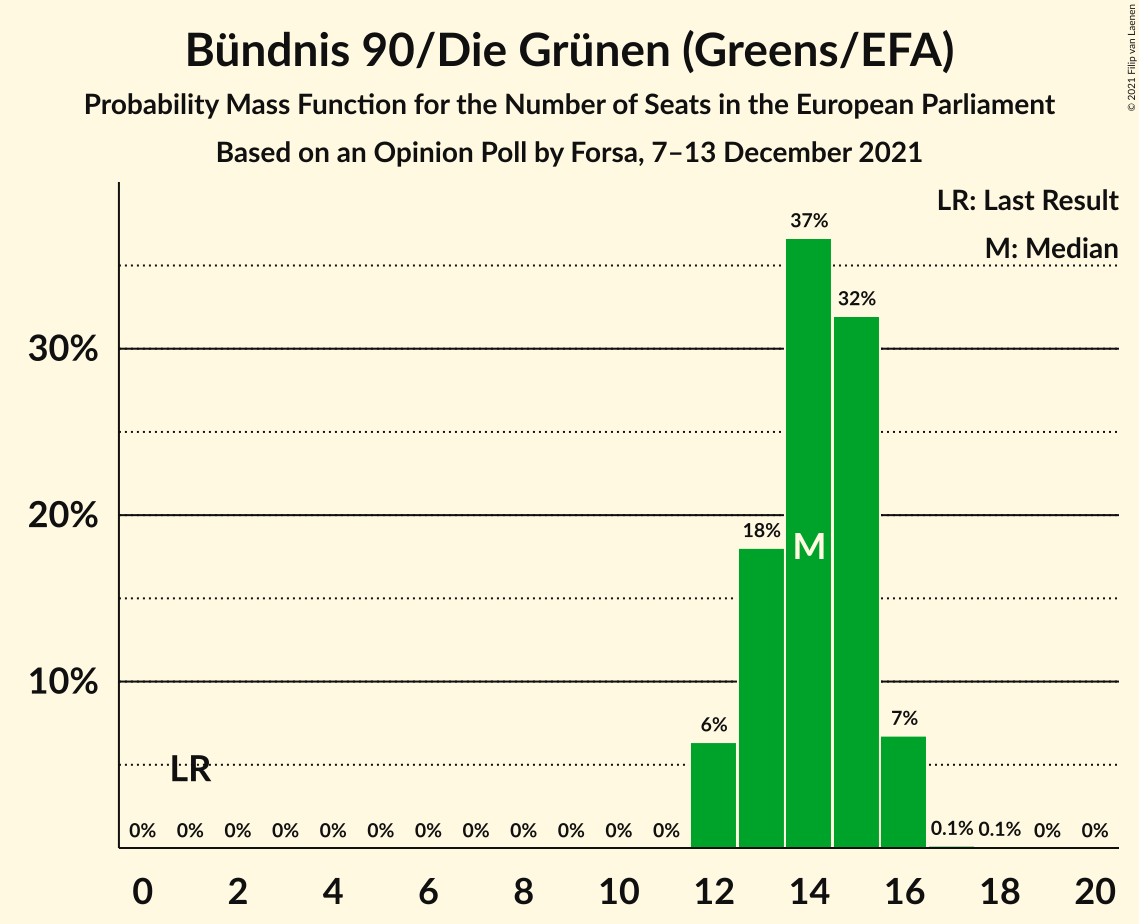 Bündnis 90/Die Grünen (Greens/EFA)
Probability Mass Function for the Number of Seats in the European Parliament
Based on an Opinion Poll by Forsa, 7–13 December 2021
© 2021 Filip van Laenen
LR: Last Result
M: Median
37%
32%
30%
20%
18%
M
10%
6%
7%
LR
0% 0% 0% 0% 0% 0% 0% 0% 0% 0% 0% 0% 0.1% 0.1% 0% 0%
0 2 4 6 8 10 12 14 16 18 20